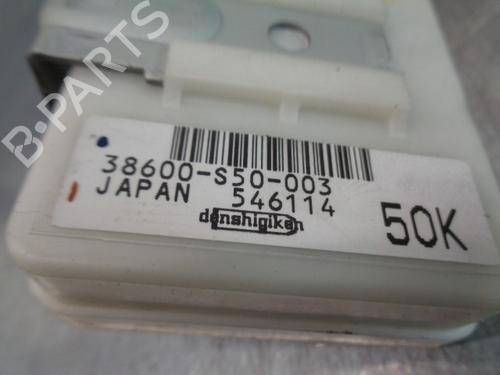 B-PARTS
38600-S50-003
JAPAN 546114
denshigiken
50K